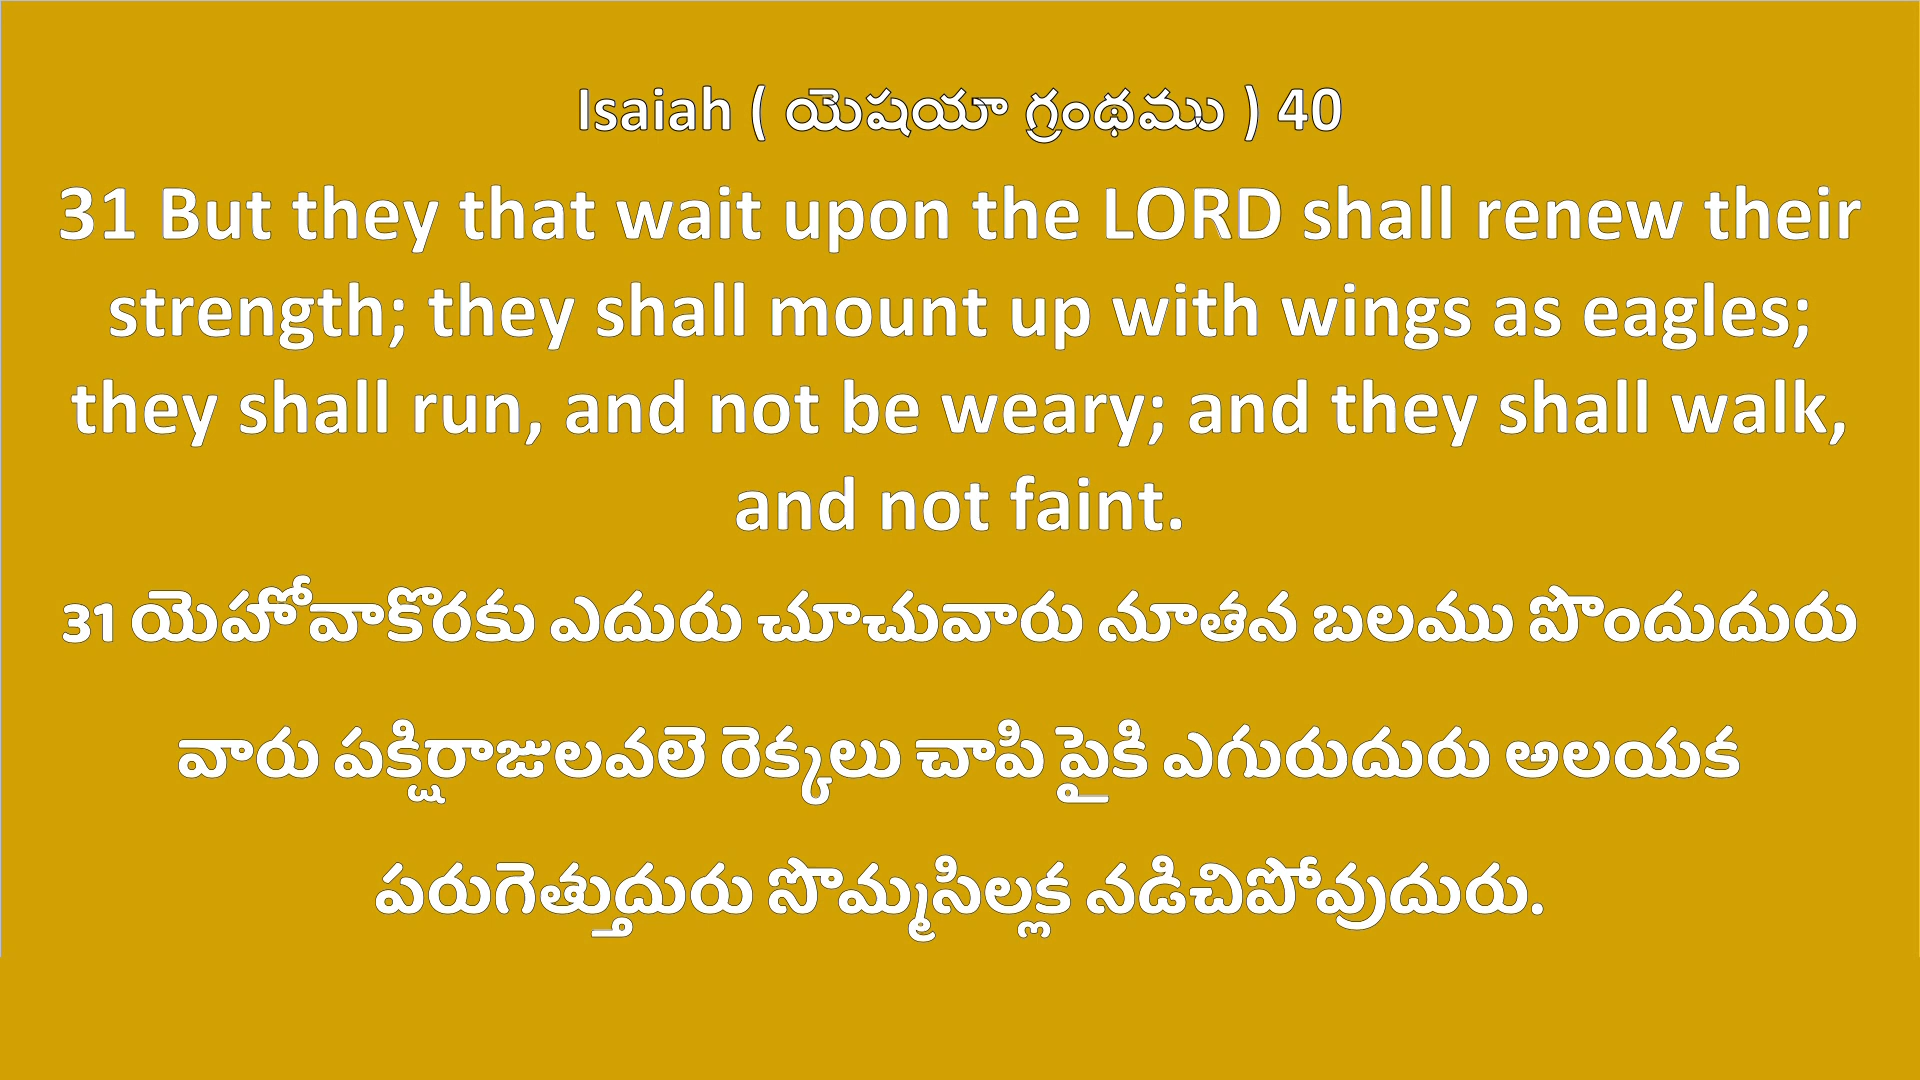 Isaiah ( యెషయా గ్రంథము ) 40
31 But they that wait upon the LORD shall renew their
strength; they shall mount up with wings as eagles;
they shall run, and not be weary; and they shall walk,
and not faint.
31 యెహోవాకొరకు ఎదురు చూచువారు నూతన బలము పొందుదురు
వారు పక్షిరాజులవలె రెక్కలు చాపి పైకి ఎగురుదురు అలయక
పరుగెత్తుదురు సొమ్మసిల్లక నడిచిపోవుదురు.